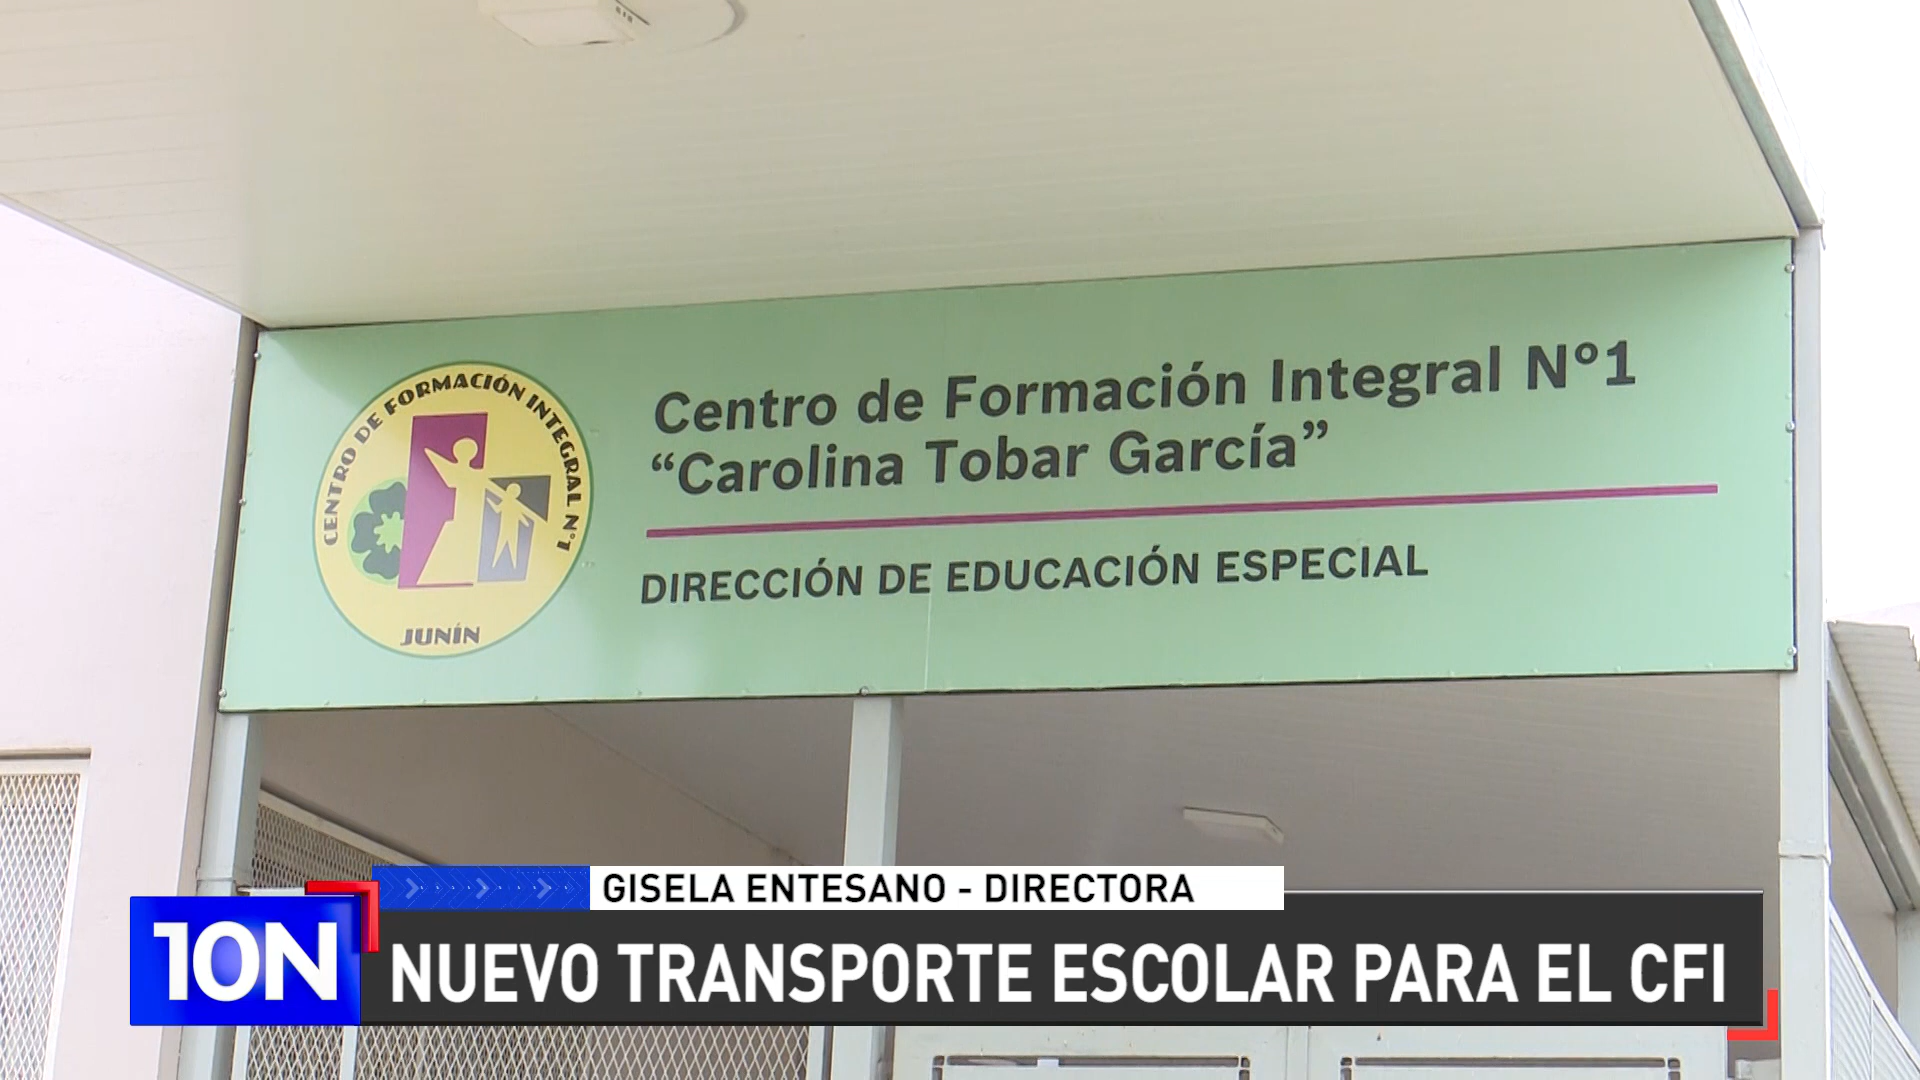 CENTRO DE FORMACIÓN INTEGRAL N°1
JUNÍN
Centro de Formación Integral Nº1
“Carolina Tobar García”
DIRECCIÓN DE EDUCACIÓN ESPECIAL
GISELA ENTESANO - DIRECTORA
10N
NUEVO TRANSPORTE ESCOLAR PARA EL CFI